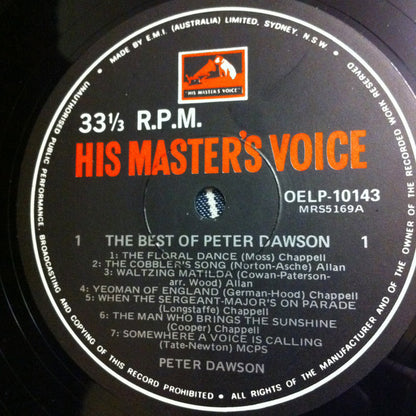 MADE BY E.M.I. (AUSTRALIA) LIMITED, SYDNEY, N.S.W.
ALL RIGHTS OF THE MANUFACTURER AND OF THE OWNER OF THE RECORDED WORK RESERVED
UNAUTHORISED PUBLIC PERFORMANCE, BROADCASTING AND COPYING OF THIS RECORD PROHIBITED
"HIS MASTER'S VOICE"
33⅓ R.P.M.
HIS MASTER'S VOICE
OELP-10143
MRS5169A
1 THE BEST OF PETER DAWSON 1
1: THE FLORAL DANCE (Moss) Chappell
2: THE COBBLER'S SONG (Norton-Asche) Allan
3: WALTZING MATILDA (Cowan-Paterson-
arr. Wood) Allan
4: YEOMAN OF ENGLAND (German-Hood) Chappell
5: WHEN THE SERGEANT-MAJOR'S ON PARADE
(Longstaffe) Chappell
6: THE MAN WHO BRINGS THE SUNSHINE
(Cooper) Chappell
7: SOMEWHERE A VOICE IS CALLING
(Tate-Newton) MCPS
PETER DAWSON